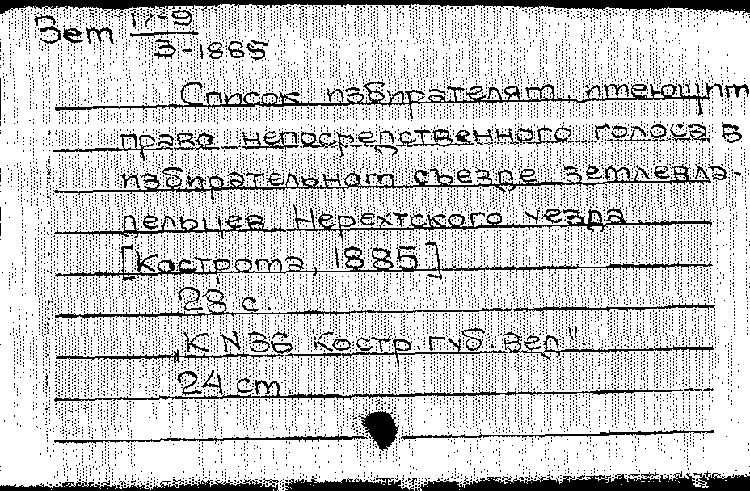 Зем 17-9
3-1885
Список избирателям, имеющим
право непосредственного голоса в
избирательном съезде землевла-
дельцев Нерехтского уезда
[Кострома, 1885]
28 с.
"К N36 Костр. губ. вед".
24 см